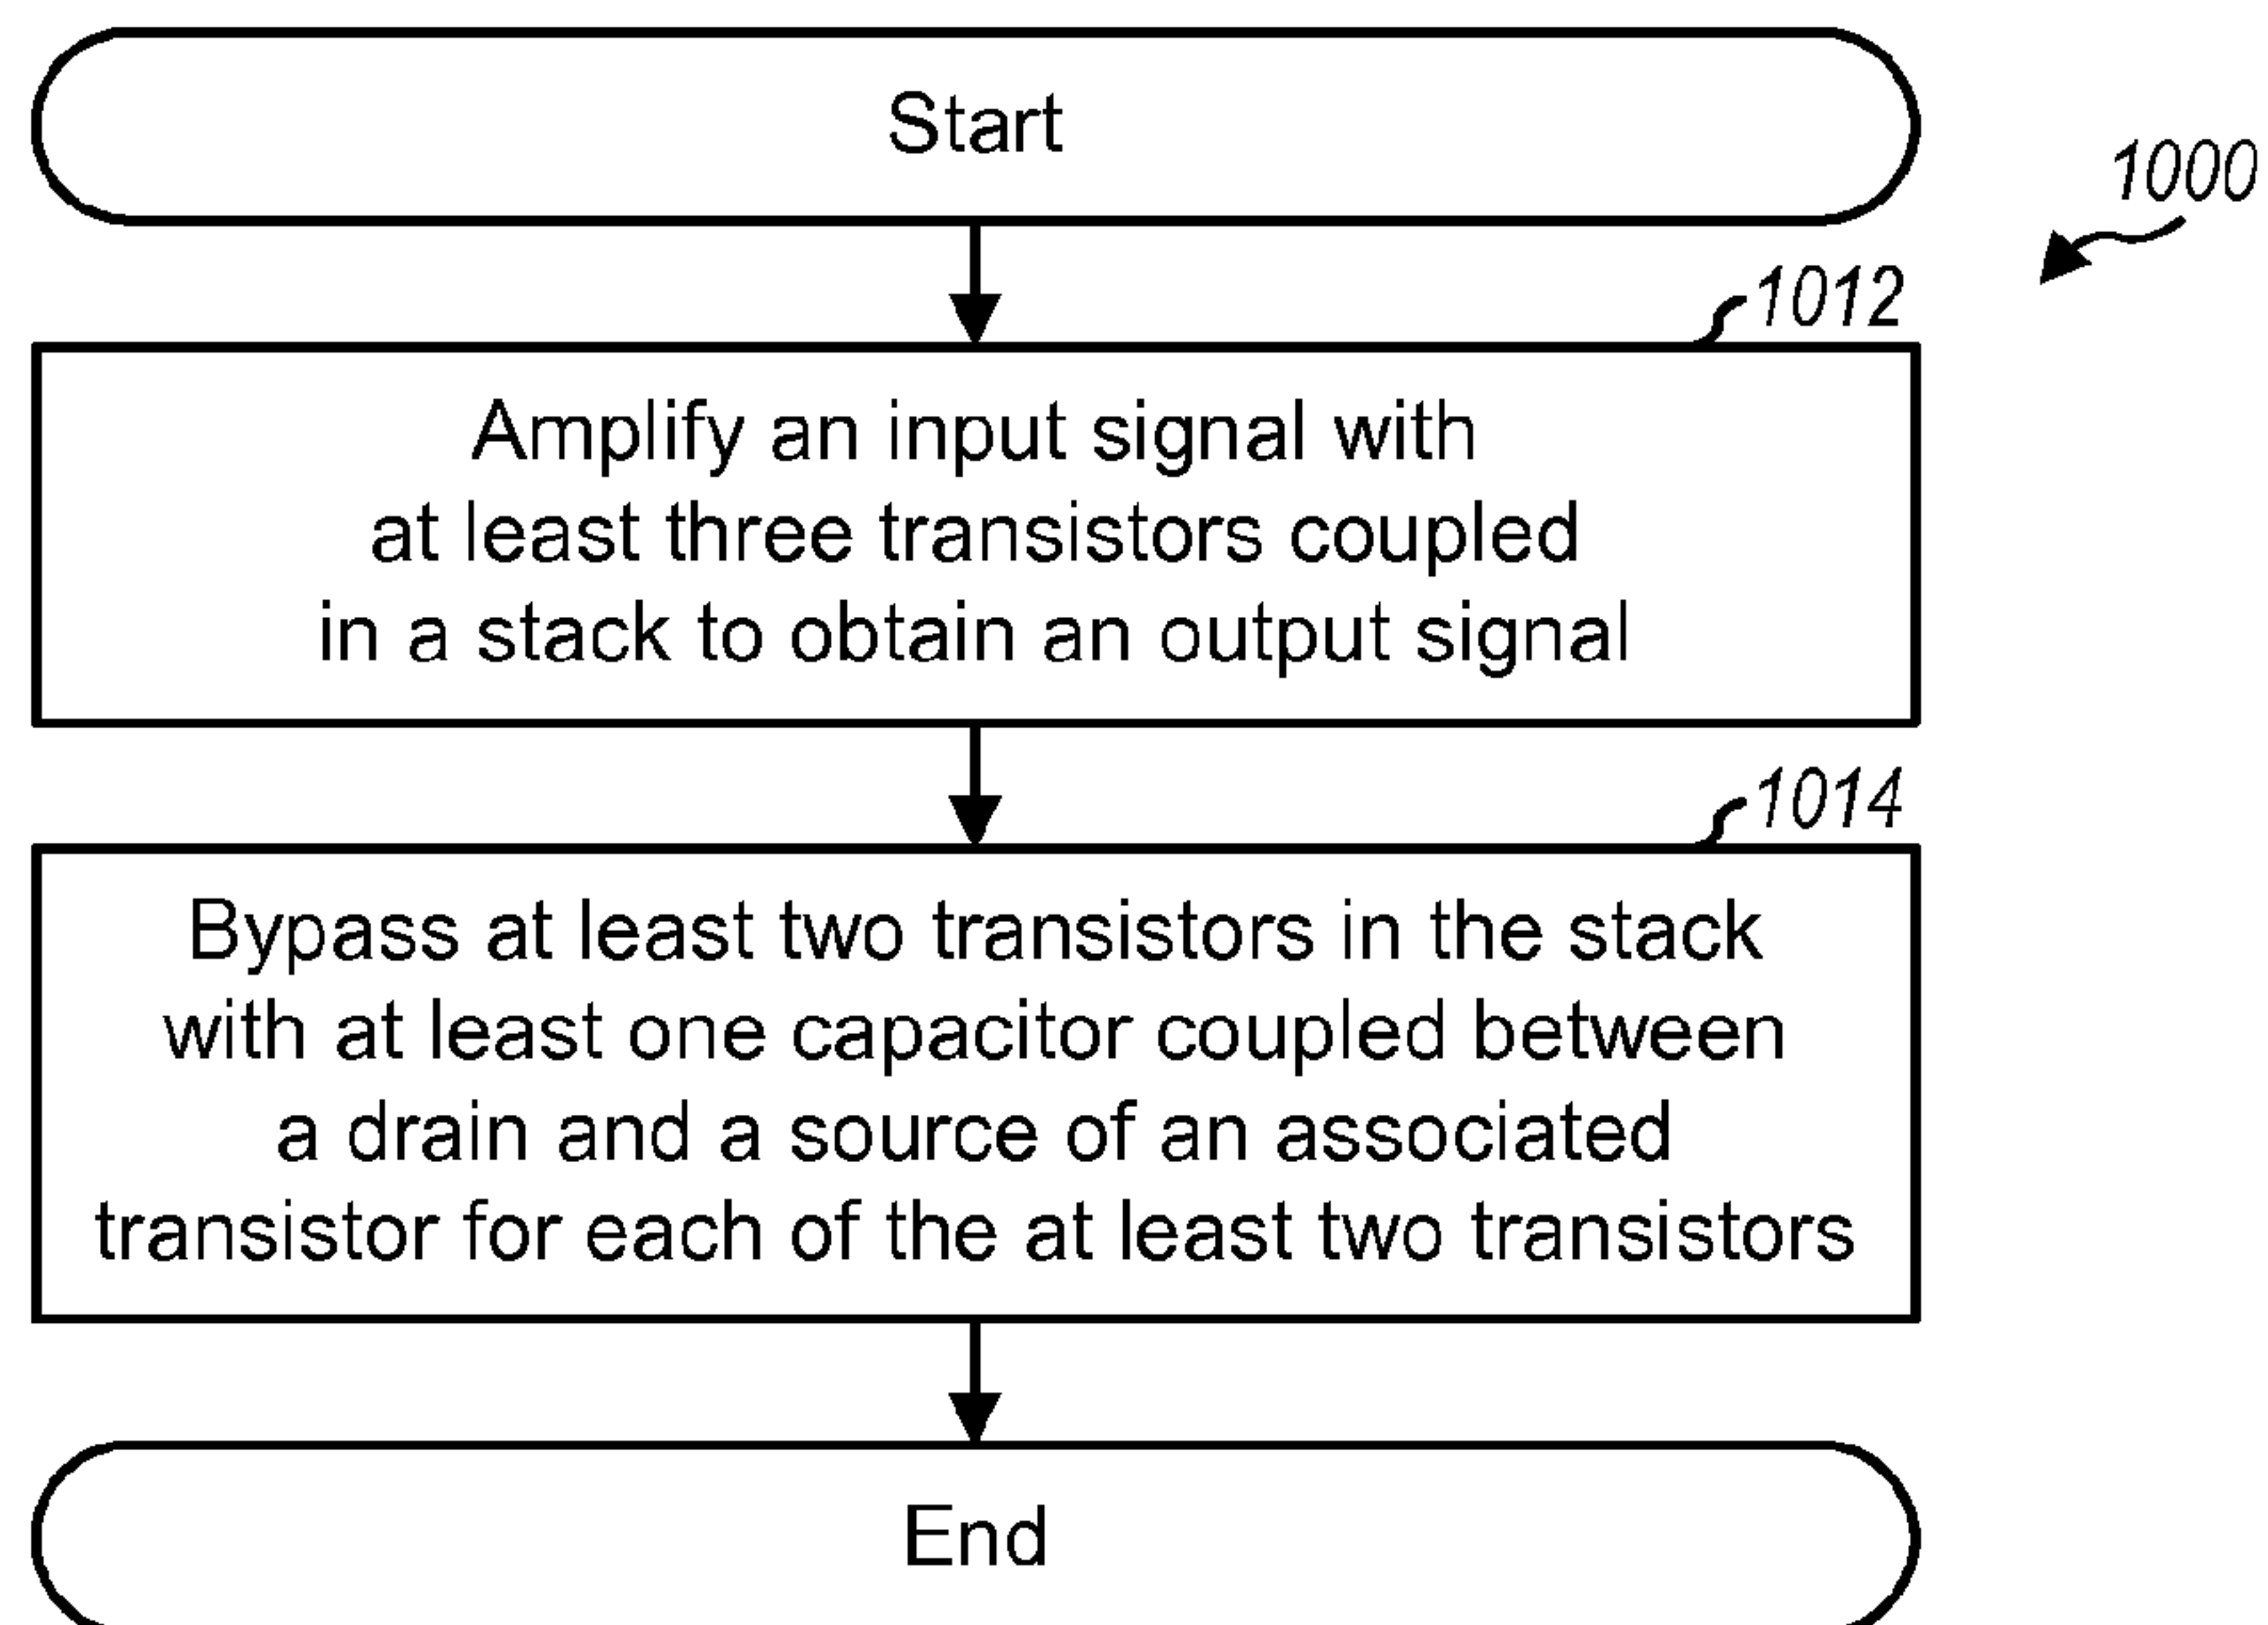 Start
1000
1012
Amplify an input signal with
at least three transistors coupled
in a stack to obtain an output signal
1014
Bypass at least two transistors in the stack
with at least one capacitor coupled between
a drain and a source of an associated
transistor for each of the at least two transistors
End